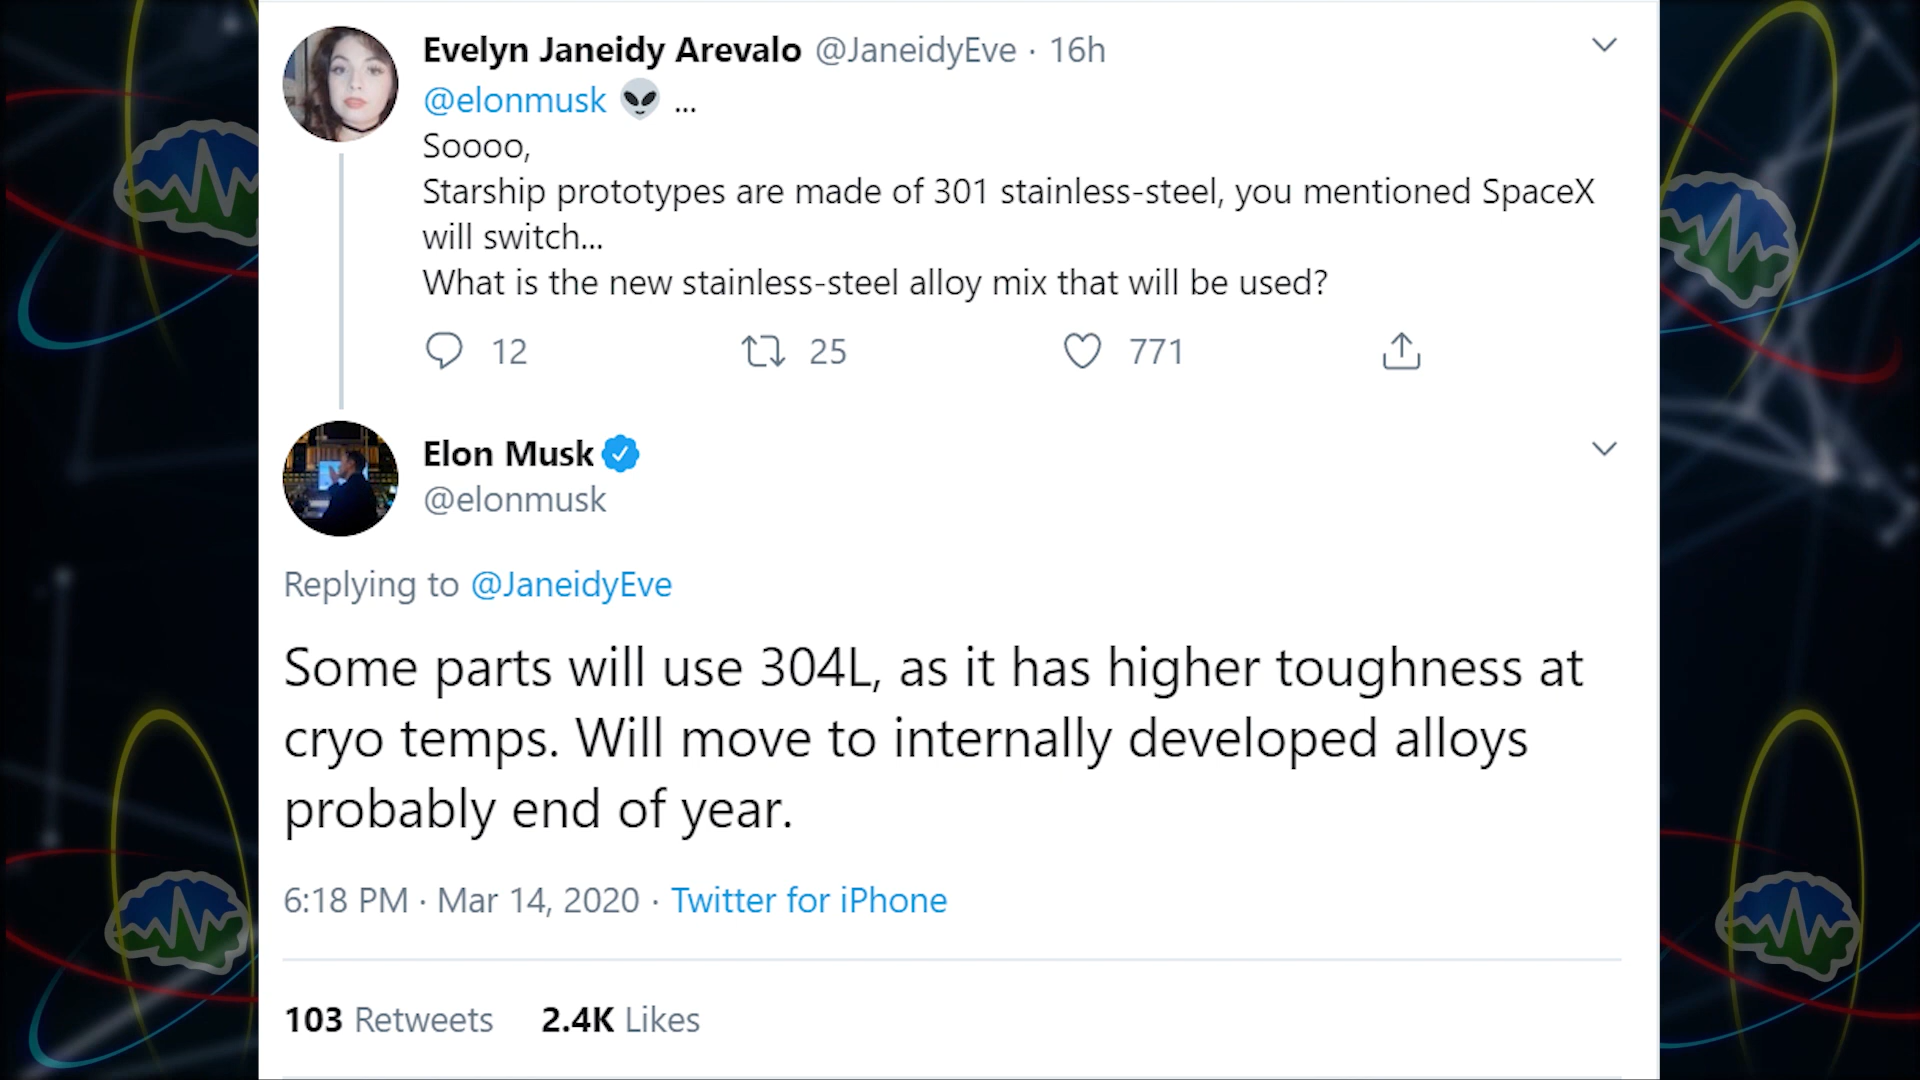 Evelyn Janeidy Arevalo @JaneidyEve · 16h
@elonmusk 👽 ...
Soooo,
Starship prototypes are made of 301 stainless-steel, you mentioned SpaceX
will switch...
What is the new stainless-steel alloy mix that will be used?
12 25 771
Elon Musk
@elonmusk
Replying to @JaneidyEve
Some parts will use 304L, as it has higher toughness at
cryo temps. Will move to internally developed alloys
probably end of year.
6:18 PM · Mar 14, 2020 · Twitter for iPhone
103 Retweets 2.4K Likes